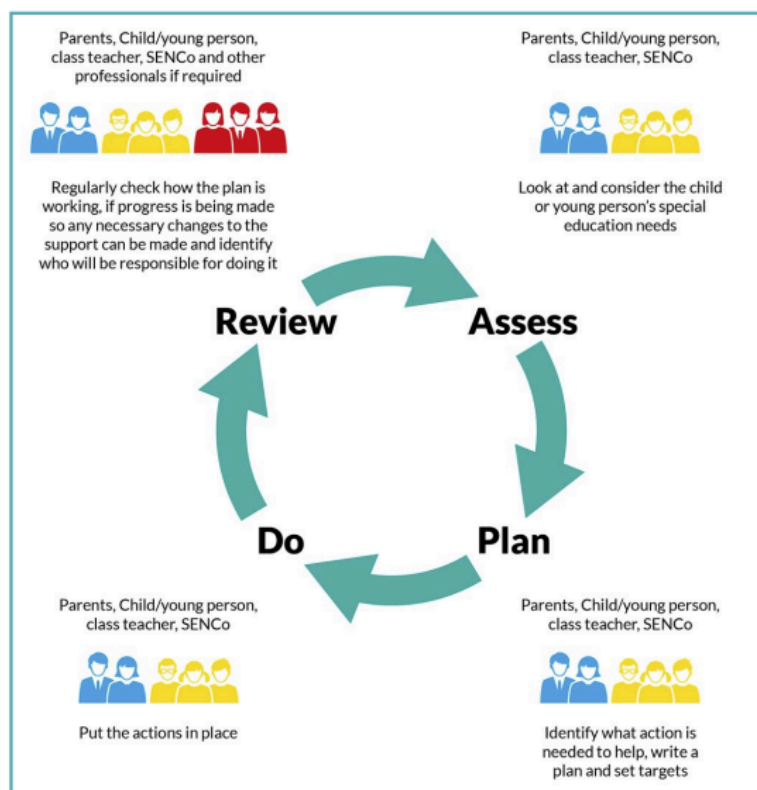 Parents, Child/young person,
class teacher, SENCo and other
professionals if required
Regularly check how the plan is
working, if progress is being made
so any necessary changes to the
support can be made and identify
who will be responsible for doing it
Parents, Child/young person,
class teacher, SENCo
Look at and consider the child
or young person's special
education needs
Review
Assess
Do
Plan
Parents, Child/young person,
class teacher, SENCo
Put the actions in place
Parents, Child/young person,
class teacher, SENCo
Identify what action is
needed to help, write a
plan and set targets